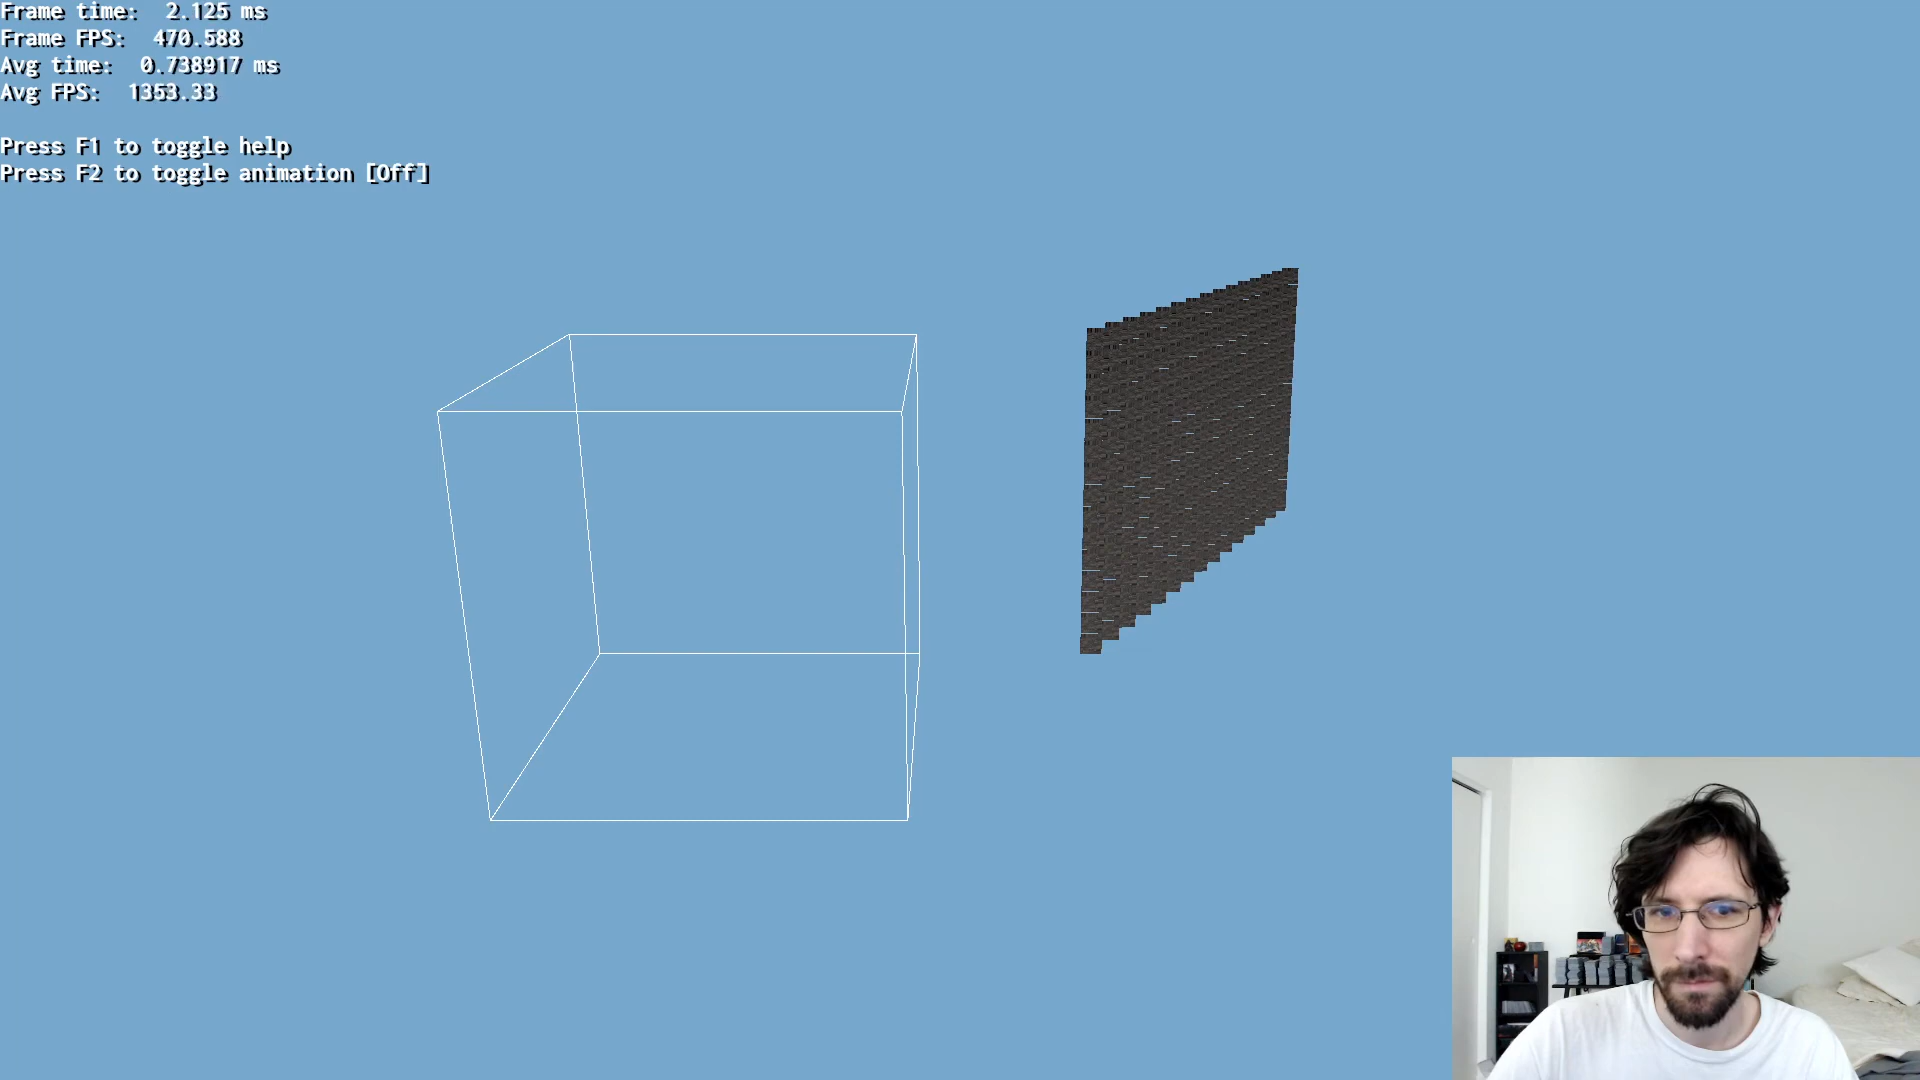 Frame time:  2.125 ms
Frame FPS:  470.588
Avg time:  0.738917 ms
Avg FPS:  1353.33
Press F1 to toggle help
Press F2 to toggle animation [Off]